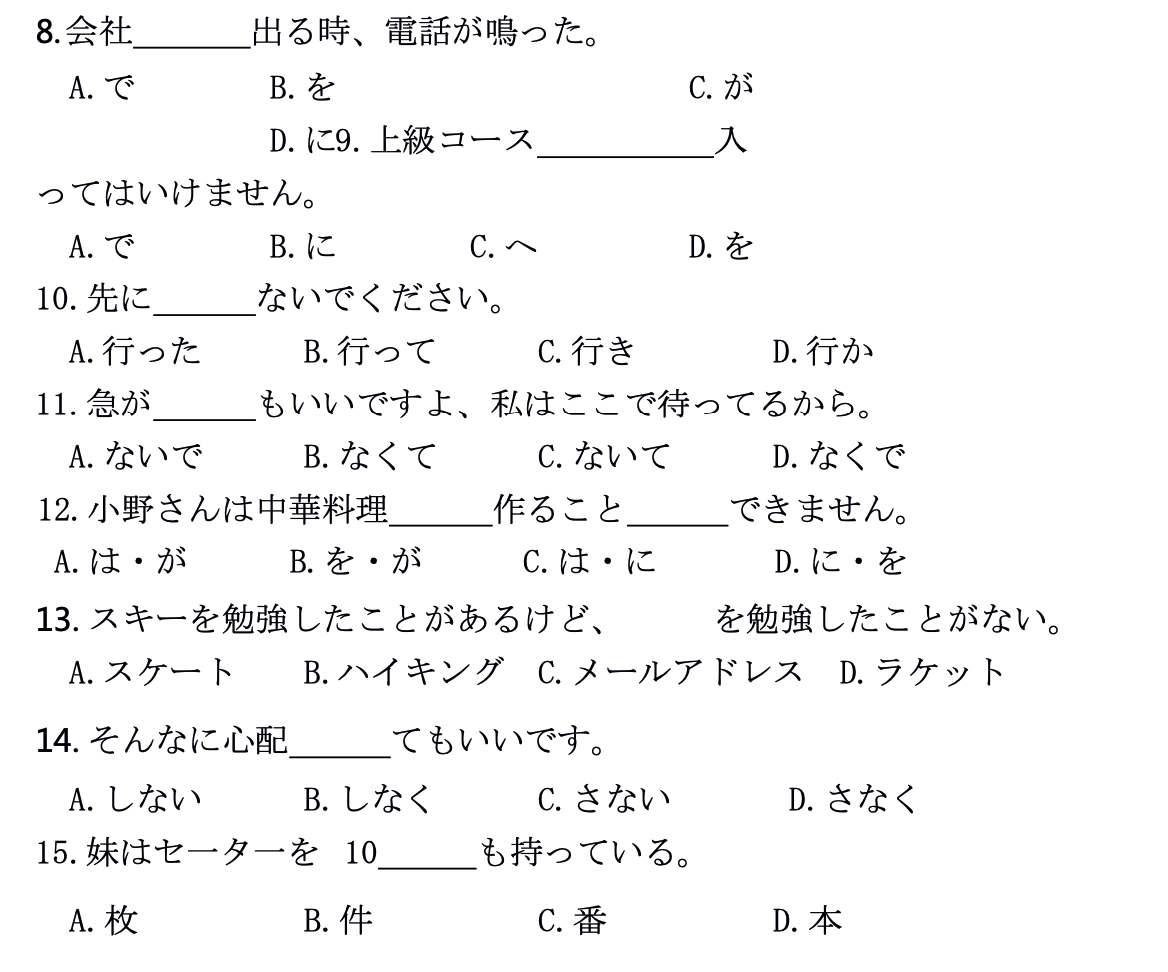 8.会社_______出る時、電話が鳴った。
A.で B.を C.が
D.に9.上級コース___________入
ってはいけません。
A.で B.に C.へ D.を
10.先に______ないでください。
A.行った B.行って C.行き D.行か
11.急が______もいいですよ、私はここで待ってるから。
A.ないで B.なくて C.ないて D.なくで
12.小野さんは中華料理______作ること______できません。
A.は・が B.を・が C.は・に D.に・を
13.スキーを勉強したことがあるけど、 を勉強したことがない。
A.スケート B.ハイキング C.メールアドレス D.ラケット
14.そんなに心配______てもいいです。
A.しない B.しなく C.さない D.さなく
15.妹はセーターを 10______も持っている。
A.枚 B.件 C.番 D.本